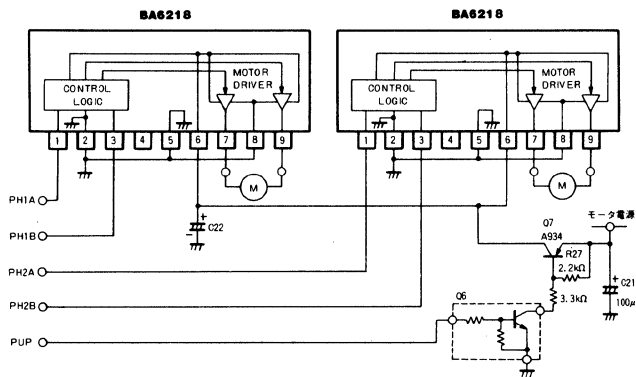 BA6218
BA6218
CONTROL
LOGIC
MOTOR
DRIVER
CONTROL
LOGIC
MOTOR
DRIVER
1 2 3 4 5 6 7 8 9
1 2 3 4 5 6 7 8 9
M
M
PH1A
PH1B
+
C22
-
Q7
A934
モータ電源
R27
2.2kΩ
PH2A
+
C21
100μ
3.3kΩ
PH2B
Q6
PUP